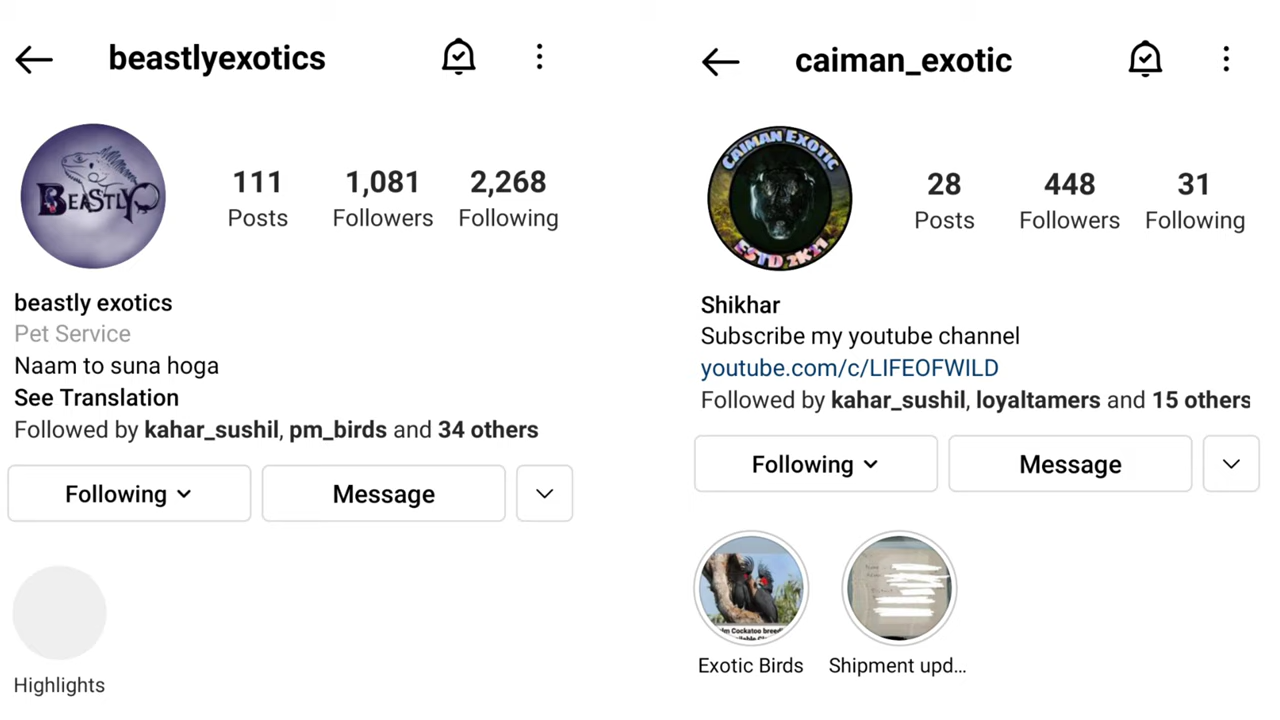 beastlyexotics
BEASTLY
111
1,081
2,268
Posts
Followers
Following
beastly exotics
Pet Service
Naam to suna hoga
See Translation
Followed by kahar_sushil, pm_birds and 34 others
Following
Message
Highlights
caiman_exotic
CAIMAN EXOTIC
ESTD 2K21
28
448
31
Posts
Followers
Following
Shikhar
Subscribe my youtube channel
youtube.com/c/LIFEOFWILD
Followed by kahar_sushil, loyaltamers and 15 others
Following
Message
Cockatoo
Exotic Birds
Shipment upd...